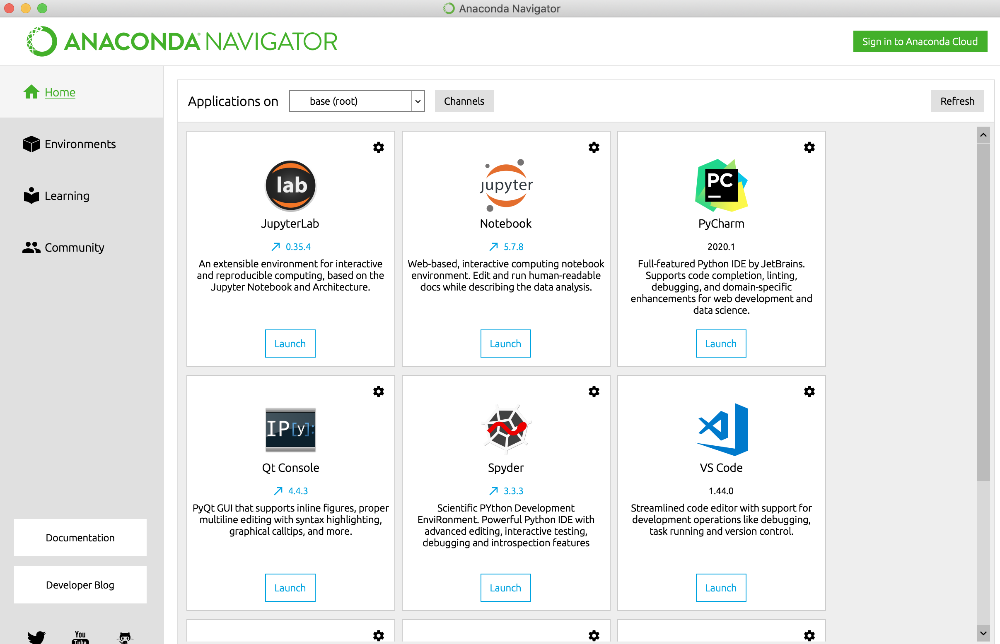 Anaconda Navigator
ANACONDA® NAVIGATOR
Sign in to Anaconda Cloud
Home
Environments
Learning
Community
Documentation
Developer Blog
You
Tube
Applications on
base (root)
Channels
Refresh
lab
JupyterLab
0.35.4
An extensible environment for interactive
and reproducible computing, based on the
Jupyter Notebook and Architecture.
Launch
jupyter
Notebook
5.7.8
Web-based, interactive computing notebook
environment. Edit and run human-readable
docs while describing the data analysis.
Launch
PC
PyCharm
2020.1
Full-featured Python IDE by JetBrains.
Supports code completion, linting,
debugging, and domain-specific
enhancements for web development and
data science.
Launch
IP[y]:
Qt Console
4.4.3
PyQt GUI that supports inline figures, proper
multiline editing with syntax highlighting,
graphical calltips, and more.
Launch
Spyder
3.3.3
Scientific PYthon Development
EnviRonment. Powerful Python IDE with
advanced editing, interactive testing,
debugging and introspection features
Launch
VS Code
1.44.0
Streamlined code editor with support for
development operations like debugging,
task running and version control.
Launch